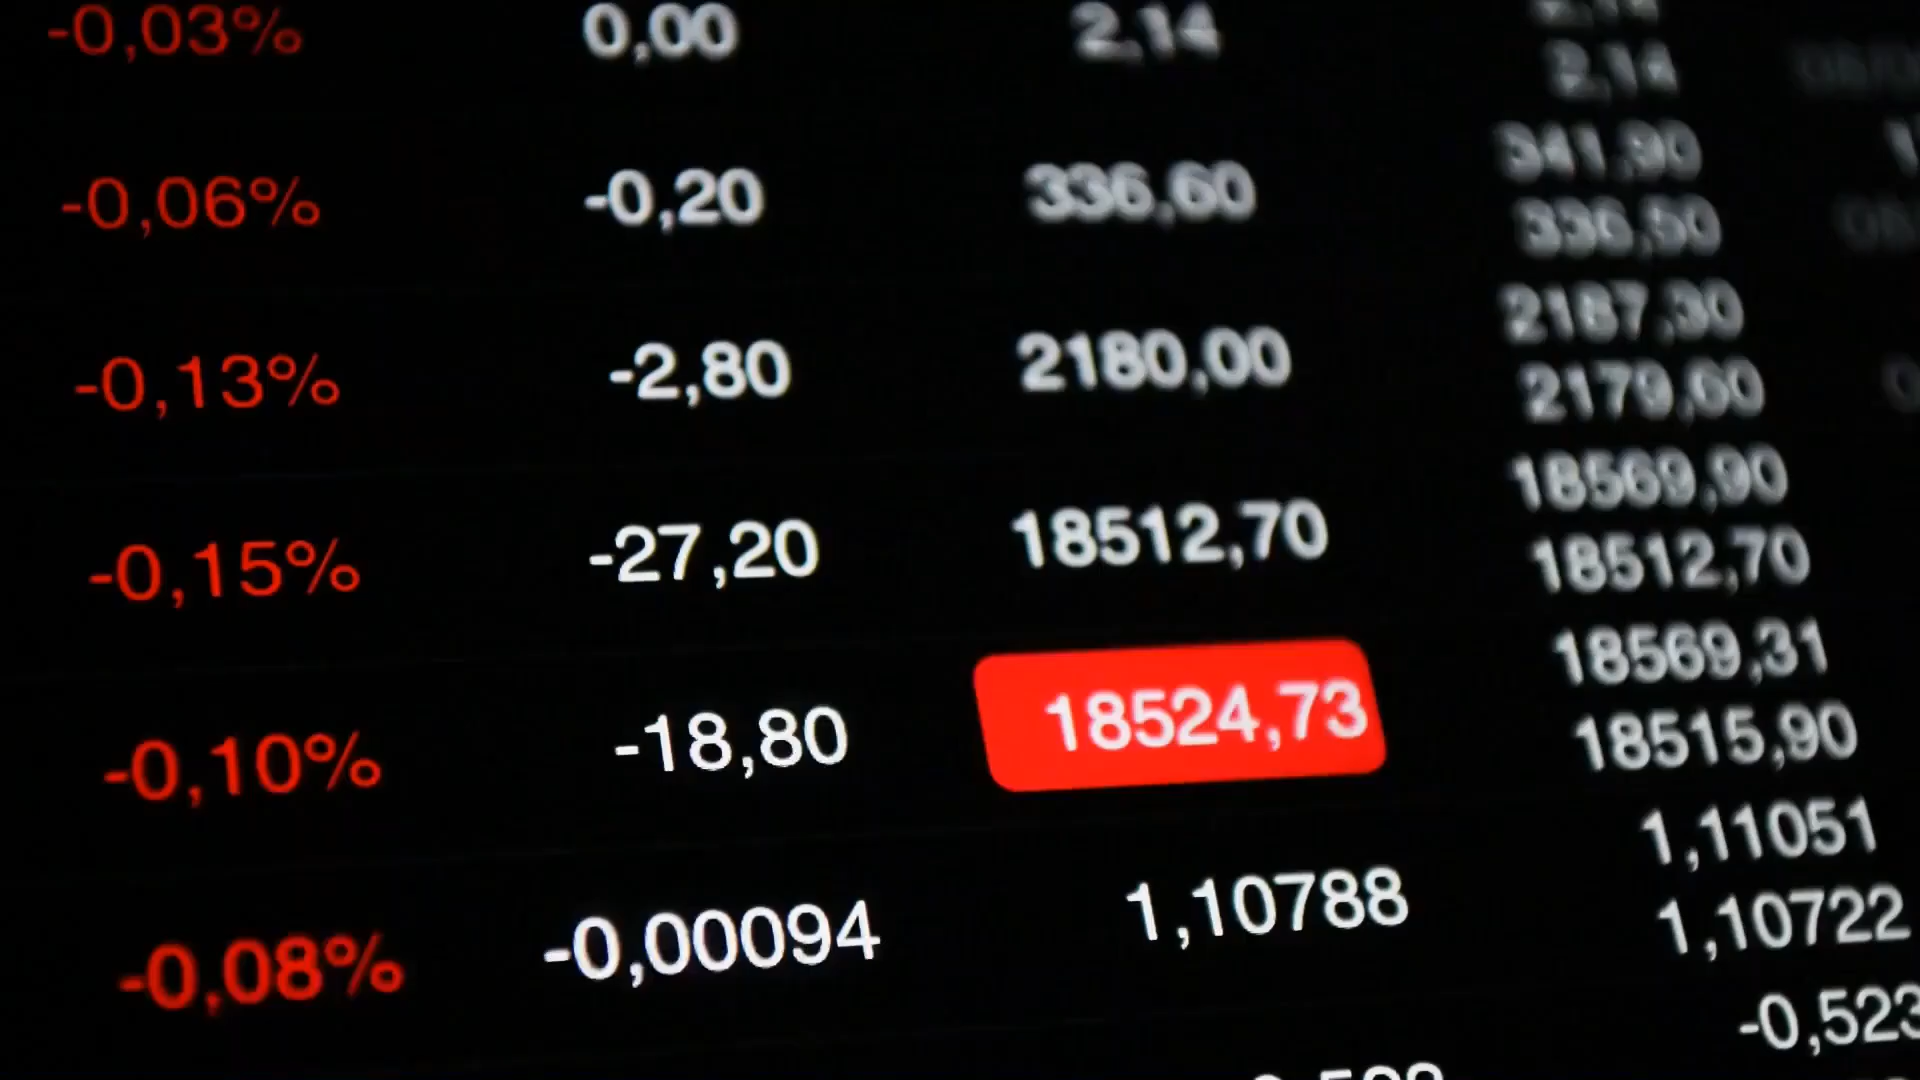 -0,03% 0,00 2,14
2,14
341,90
-0,06% -0,20 336,60
336,50
2187,30
-0,13% -2,80 2180,00
2179,60
18569,90
-0,15% -27,20 18512,70
18512,70
18569,31
-0,10% -18,80 18524,73
18515,90
1,11051
-0,08% -0,00094 1,10788
1,10722
-0,523